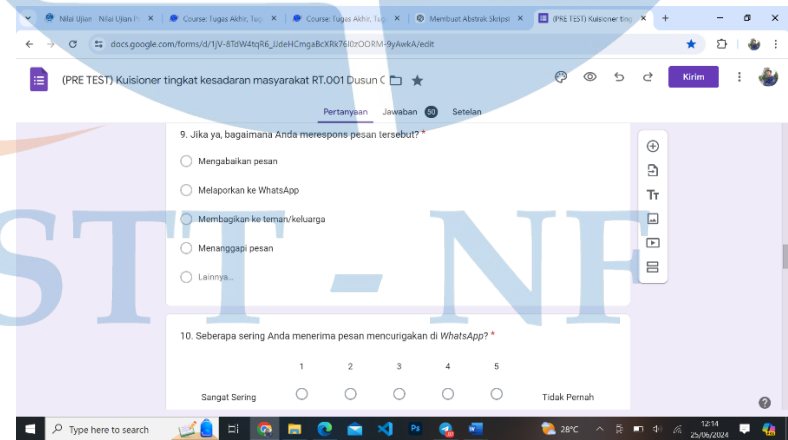 Nilai Ujian Nilai Ujian Pr
Course: Tugas Akhir, Tug
Course: Tugas Akhir, Tug
Membuat Abstrak Skripsi
(PRE TEST) Kuisioner ting
docs.google.com/forms/d/1jV-8TdW4tqR6_JJdeHCmgaBcXRk76I0zOORM-9yAwkA/edit
(PRE TEST) Kuisioner tingkat kesadaran masyarakat RT.001 Dusun C
Kirim
Pertanyaan Jawaban 50 Setelan
9. Jika ya, bagaimana Anda merespons pesan tersebut? *
Mengabaikan pesan
Melaporkan ke WhatsApp
Membagikan ke teman/keluarga
Menanggapi pesan
Lainnya...
STT - NF
10. Seberapa sering Anda menerima pesan mencurigakan di WhatsApp? *
1 2 3 4 5
Sangat Sering Tidak Pernah
Type here to search
28°C
12:14
25/06/2024